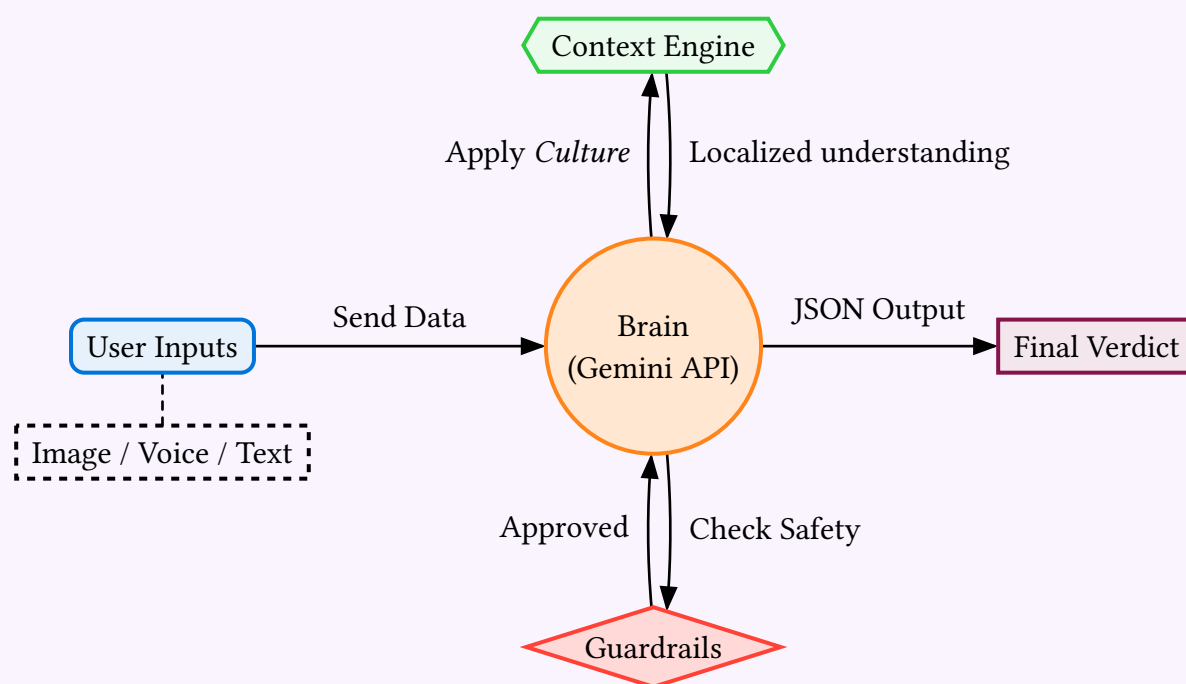 Context Engine
Apply Culture
Localized understanding
Send Data
JSON Output
User Inputs
Brain
(Gemini API)
Final Verdict
Image / Voice / Text
Approved
Check Safety
Guardrails